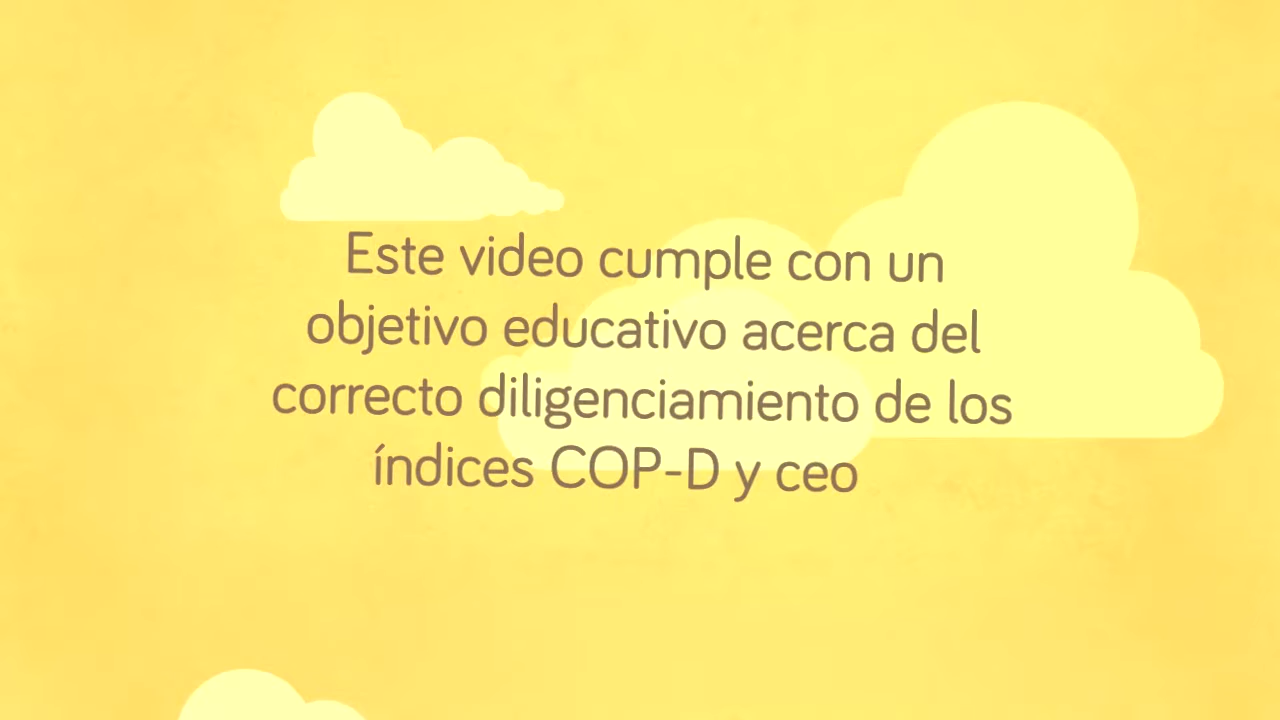 Este video cumple con un
objetivo educativo acerca del
correcto diligenciamiento de los
índices COP-D y ceo